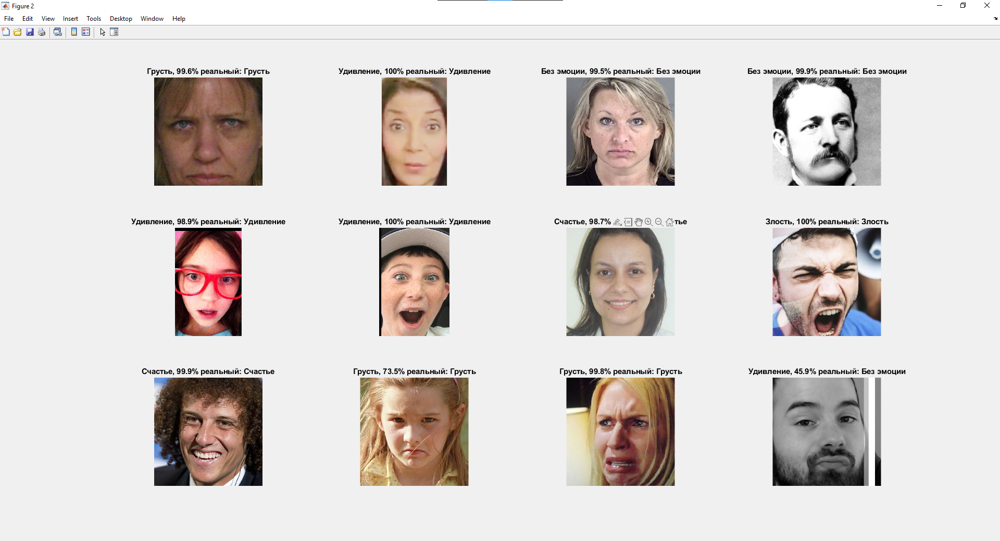 Figure 2
File Edit View Insert Tools Desktop Window Help
Грусть, 99.6% реальный: Грусть
Удивление, 100% реальный: Удивление
Без эмоции, 99.5% реальный: Без эмоции
Без эмоции, 99.9% реальный: Без эмоции
Удивление, 98.9% реальный: Удивление
Удивление, 100% реальный: Удивление
Счастье, 98.7% тье
Злость, 100% реальный: Злость
Счастье, 99.9% реальный: Счастье
Грусть, 73.5% реальный: Грусть
Грусть, 99.8% реальный: Грусть
Удивление, 45.9% реальный: Без эмоции